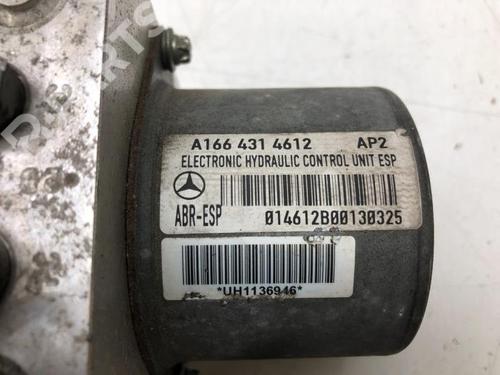 A166 431 4612 AP2
ELECTRONIC HYDRAULIC CONTROL UNIT ESP
ABR-ESP 014612B00130325
*UH1136946*